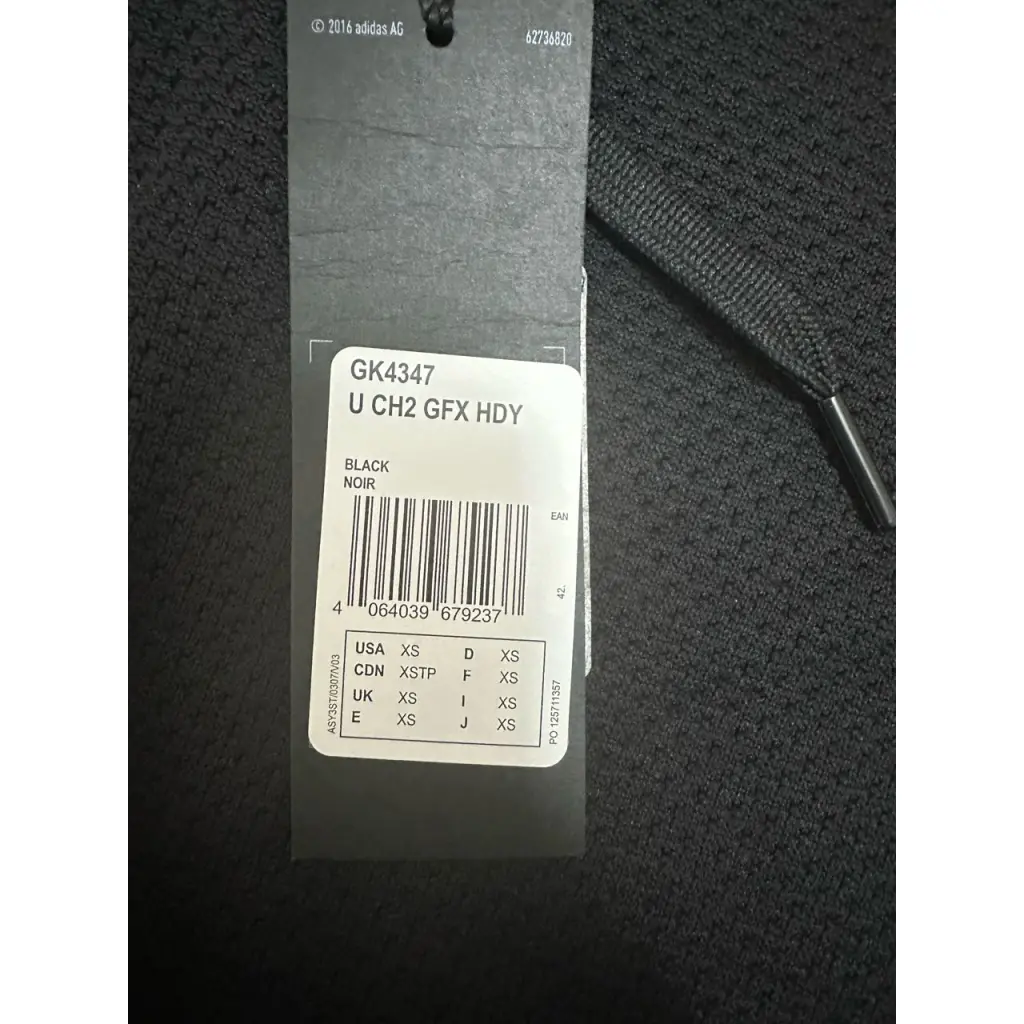 © 2016 adidas AG
62736820
GK4347
U CH2 GFX HDY
BLACK
NOIR
EAN
42.
4 064039 679237
USA XS D XS
CDN XSTP F XS
UK XS I XS
E XS J XS
ASY3ST/0307/V03
PO 125711357